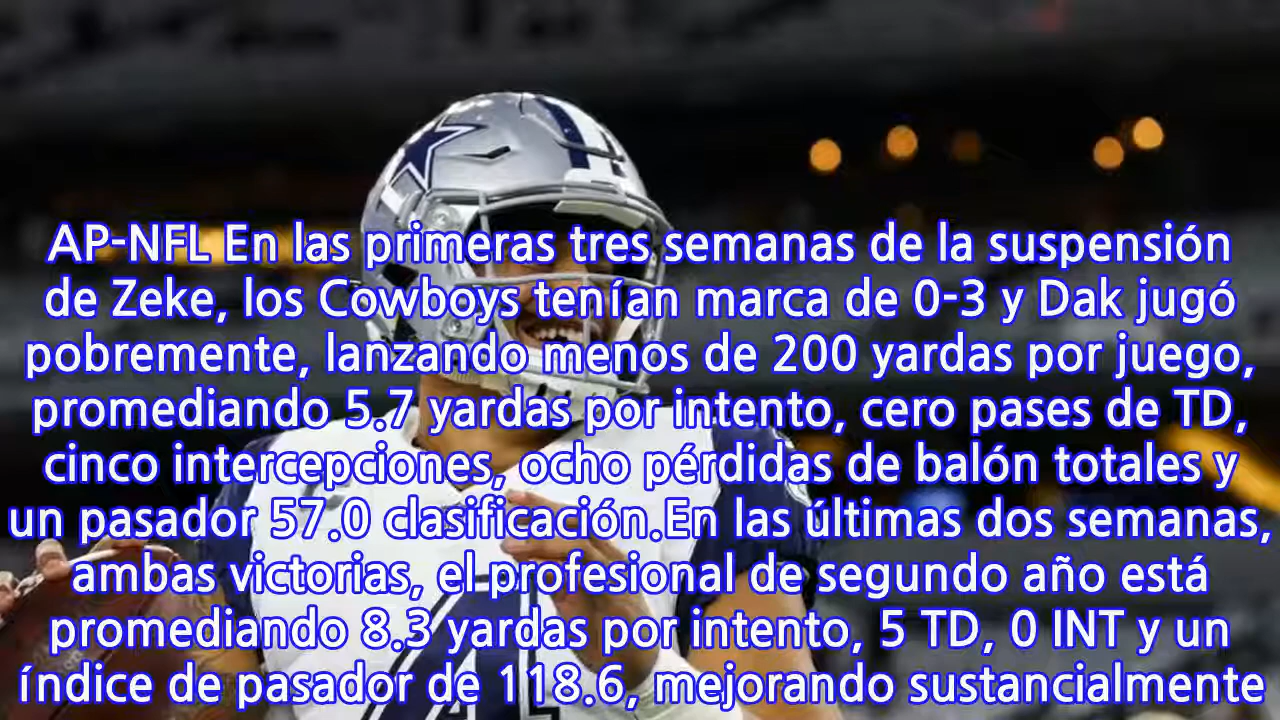 AP-NFL En las primeras tres semanas de la suspensión
de Zeke, los Cowboys tenían marca de 0-3 y Dak jugó
pobremente, lanzando menos de 200 yardas por juego,
promediando 5.7 yardas por intento, cero pases de TD,
cinco intercepciones, ocho pérdidas de balón totales y
un pasador 57.0 clasificación.En las últimas dos semanas,
ambas victorias, el profesional de segundo año está
promediando 8.3 yardas por intento, 5 TD, 0 INT y un
índice de pasador de 118.6, mejorando sustancialmente